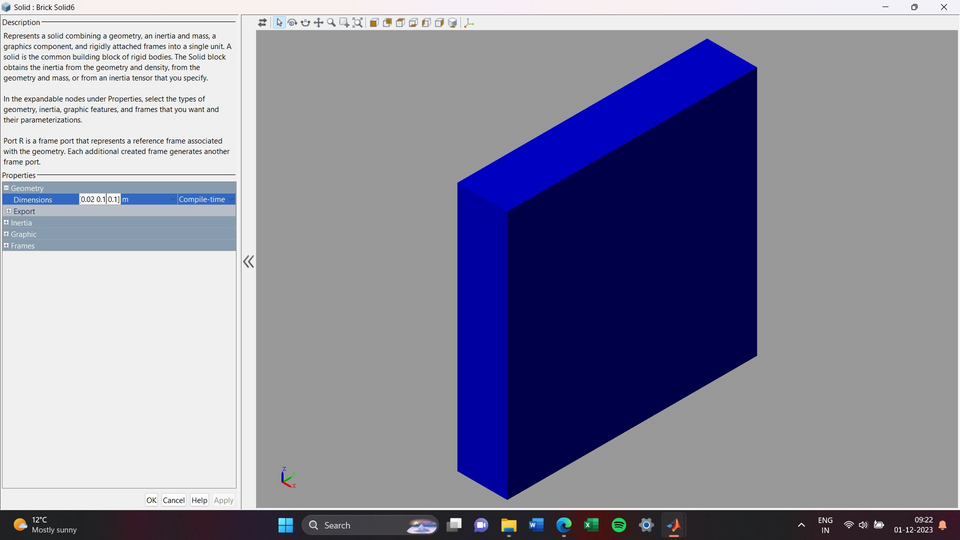 Solid : Brick Solid6
Description
Represents a solid combining a geometry, an inertia and mass, a
graphics component, and rigidly attached frames into a single unit. A
solid is the common building block of rigid bodies. The Solid block
obtains the inertia from the geometry and density, from the
geometry and mass, or from an inertia tensor that you specify.
In the expandable nodes under Properties, select the types of
geometry, inertia, graphic features, and frames that you want and
their parameterizations.
Port R is a frame port that represents a reference frame associated
with the geometry. Each additional created frame generates another
frame port.
Properties
Geometry
Dimensions 0.02 0.1 0.1] m Compile-time
Export
Inertia
Graphic
Frames
z
x
OK Cancel Help Apply
12°C
Mostly sunny
Search
ENG
IN
09:22
01-12-2023